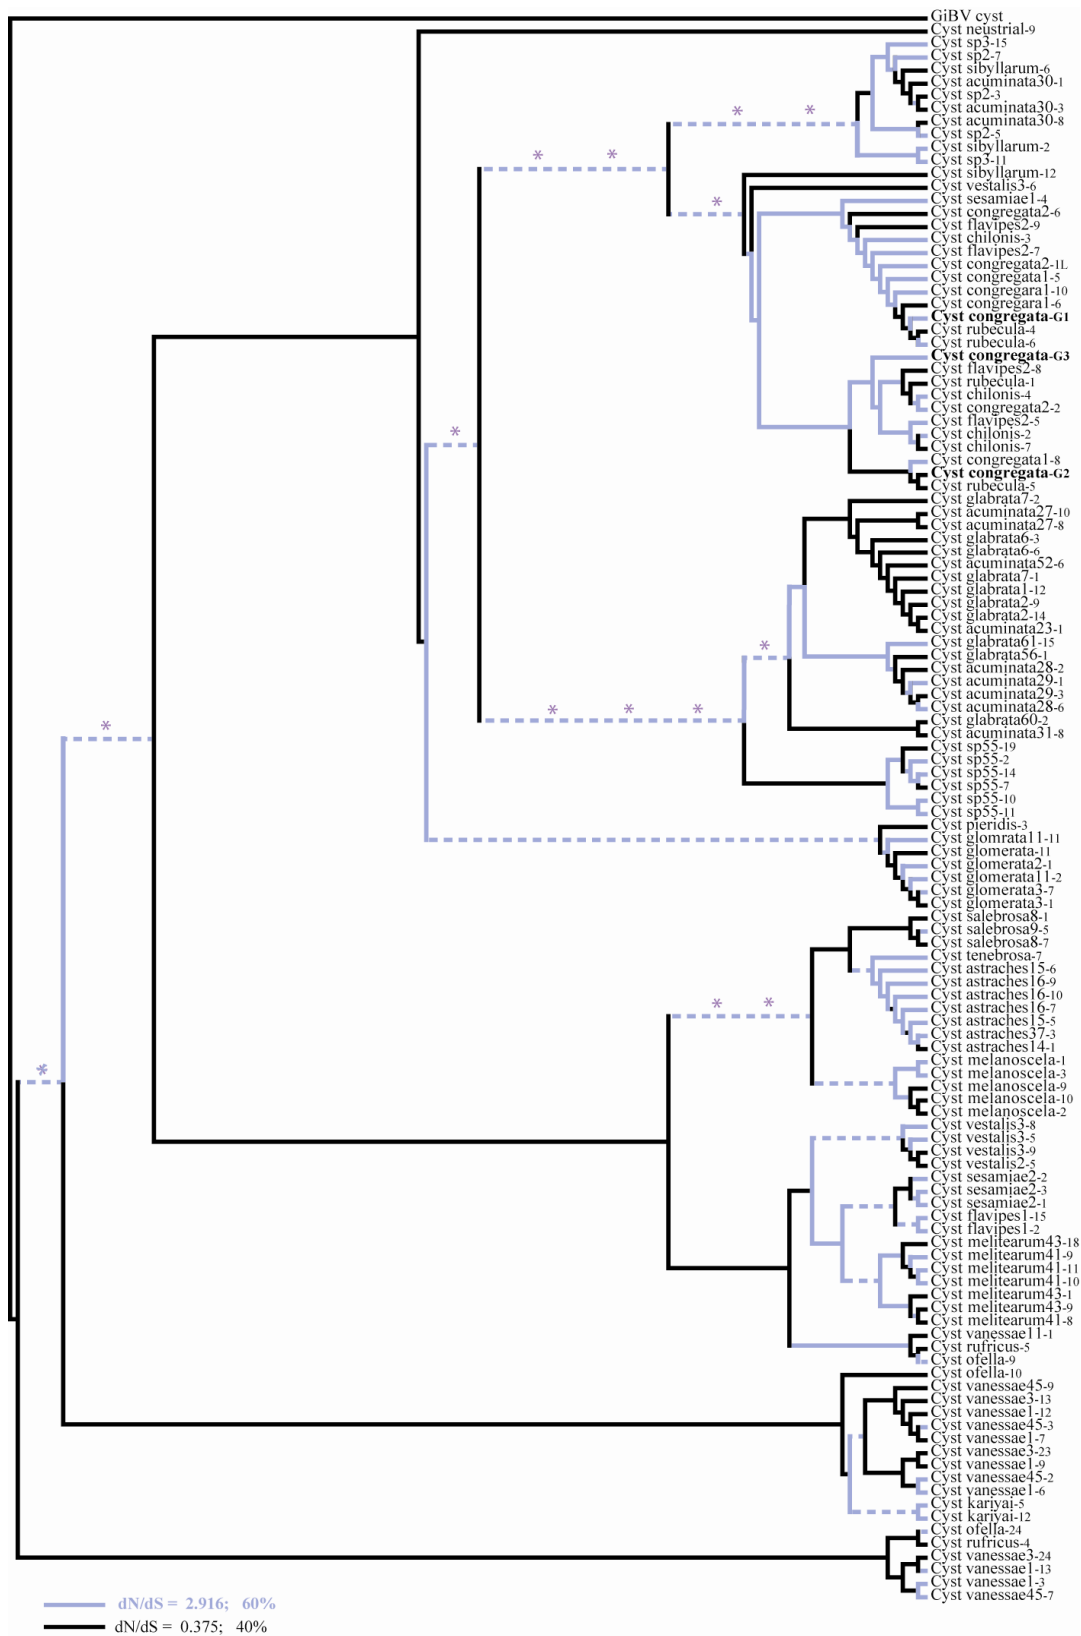 GiBV cyst
Cyst neustrial-9
Cyst sp3-15
Cyst sp2-7
Cyst sibyllarum-6
Cyst acuminata30-1
Cyst sp2-3
Cyst acuminata30-3
Cyst acuminata30-8
Cyst sp2-5
Cyst sibyllarum-2
Cyst sp3-11
Cyst sibyllarum-12
Cyst vestalis3-6
Cyst sesamiae1-4
Cyst congregata2-6
Cyst flavipes2-9
Cyst chilonis-3
Cyst flavipes2-7
Cyst congregata2-1L
Cyst congregata1-5
Cyst congregara1-10
Cyst congregara1-6
Cyst congregata-G1
Cyst rubecula-4
Cyst rubecula-6
Cyst congregata-G3
Cyst flavipes2-8
Cyst rubecula-1
Cyst chilonis-4
Cyst congregata2-2
Cyst flavipes2-5
Cyst chilonis-2
Cyst chilonis-7
Cyst congregata1-8
Cyst congregata-G2
Cyst rubecula-5
Cyst glabrata7-2
Cyst acuminata27-10
Cyst acuminata27-8
Cyst glabrata6-3
Cyst glabrata6-6
Cyst acuminata52-6
Cyst glabrata7-1
Cyst glabrata1-12
Cyst glabrata2-9
Cyst glabrata2-14
Cyst acuminata23-1
Cyst glabrata61-15
Cyst glabrata56-1
Cyst acuminata28-2
Cyst acuminata29-1
Cyst acuminata29-3
Cyst acuminata28-6
Cyst glabrata60-2
Cyst acuminata31-8
Cyst sp55-19
Cyst sp55-2
Cyst sp55-14
Cyst sp55-7
Cyst sp55-10
Cyst sp55-11
Cyst pieridis-3
Cyst glomrata11-11
Cyst glomerata-11
Cyst glomerata2-1
Cyst glomerata11-2
Cyst glomerata3-7
Cyst glomerata3-1
Cyst salebrosa8-1
Cyst salebrosa9-5
Cyst salebrosa8-7
Cyst tenebrosa-7
Cyst astraches15-6
Cyst astraches16-9
Cyst astraches16-10
Cyst astraches16-7
Cyst astraches15-5
Cyst astraches37-3
Cyst astraches14-1
Cyst melanoscela-1
Cyst melanoscela-3
Cyst melanoscela-9
Cyst melanoscela-10
Cyst melanoscela-2
Cyst vestalis3-8
Cyst vestalis3-5
Cyst vestalis3-9
Cyst vestalis2-5
Cyst sesamiae2-2
Cyst sesamiae2-3
Cyst sesamiae2-1
Cyst flavipes1-15
Cyst flavipes1-2
Cyst melitearum43-18
Cyst melitearum41-9
Cyst melitearum41-11
Cyst melitearum41-10
Cyst melitearum43-1
Cyst melitearum43-9
Cyst melitearum41-8
Cyst vanessae11-1
Cyst rufricus-5
Cyst ofella-9
Cyst ofella-10
Cyst vanessae45-9
Cyst vanessae3-13
Cyst vanessae1-12
Cyst vanessae45-3
Cyst vanessae1-7
Cyst vanessae3-23
Cyst vanessae1-9
Cyst vanessae45-2
Cyst vanessae1-6
Cyst kariyai-5
Cyst kariyai-12
Cyst ofella-24
Cyst rufricus-4
Cyst vanessae3-24
Cyst vanessae1-13
Cyst vanessae1-3
Cyst vanessae45-7
dN/dS = 2.916; 60%
dN/dS = 0.375; 40%